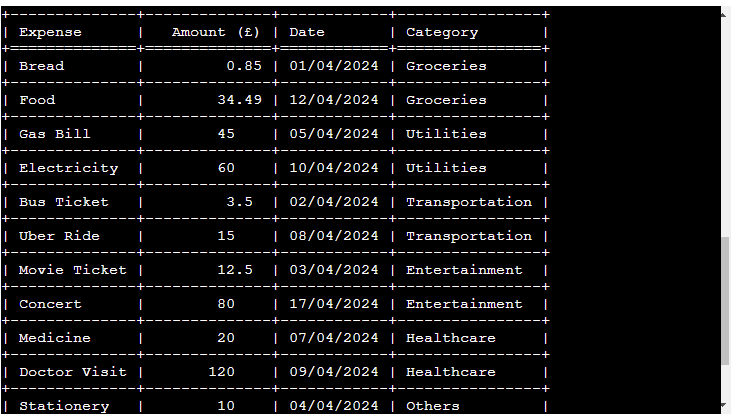 +--------------+--------------+------------+----------------+
| Expense      |   Amount (£) | Date       | Category       |
+==============+==============+============+================+
| Bread        |         0.85 | 01/04/2024 | Groceries      |
+--------------+--------------+------------+----------------+
| Food         |        34.49 | 12/04/2024 | Groceries      |
+--------------+--------------+------------+----------------+
| Gas Bill     |        45    | 05/04/2024 | Utilities      |
+--------------+--------------+------------+----------------+
| Electricity  |        60    | 10/04/2024 | Utilities      |
+--------------+--------------+------------+----------------+
| Bus Ticket   |         3.5  | 02/04/2024 | Transportation |
+--------------+--------------+------------+----------------+
| Uber Ride    |        15    | 08/04/2024 | Transportation |
+--------------+--------------+------------+----------------+
| Movie Ticket |        12.5  | 03/04/2024 | Entertainment  |
+--------------+--------------+------------+----------------+
| Concert      |        80    | 17/04/2024 | Entertainment  |
+--------------+--------------+------------+----------------+
| Medicine     |        20    | 07/04/2024 | Healthcare     |
+--------------+--------------+------------+----------------+
| Doctor Visit |       120    | 09/04/2024 | Healthcare     |
+--------------+--------------+------------+----------------+
| Stationery   |        10    | 04/04/2024 | Others         |